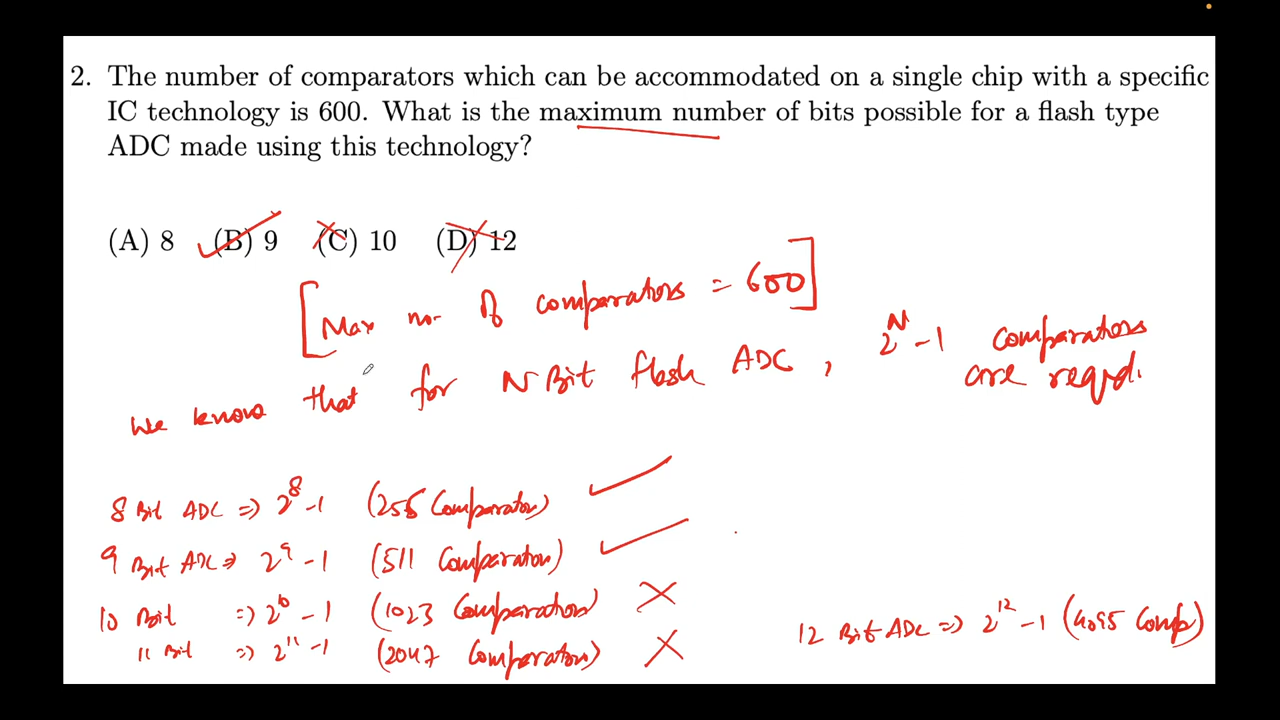 2. The number of comparators which can be accommodated on a single chip with a specific
IC technology is 600. What is the maximum number of bits possible for a flash type
ADC made using this technology?
(A) 8 (B) 9 (C) 10 (D) 12
[Max no. of comparators = 600]
We know that for N Bit flash ADC, 2^N - 1 comparators
are reqd.
8 Bit ADC => 2^8 - 1 (255 Comparators)
9 Bit ADC => 2^9 - 1 (511 Comparators)
10 Bit => 2^10 - 1 (1023 Comparators)
11 Bit => 2^11 - 1 (2047 Comparators)
12 Bit ADC => 2^12 - 1 (4095 Comp)